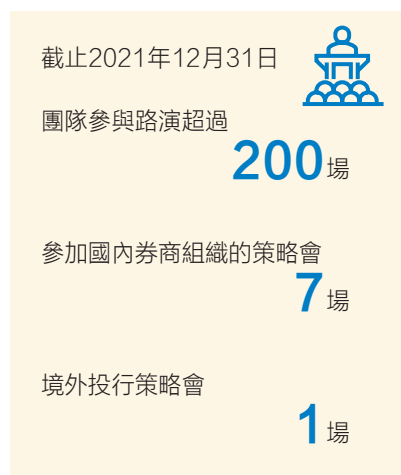 截止2021年12月31日
團隊參與路演超過
200場
參加國內券商組織的策略會
7場
境外投行策略會
1場